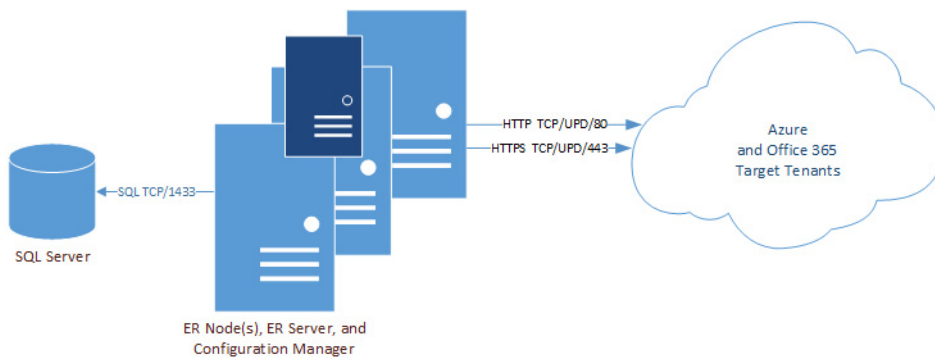 HTTP TCP/UPD/80
HTTPS TCP/UPD/443
Azure
and Office 365
Target Tenants
SQL TCP/1433
SQL Server
ER Node(s), ER Server, and
Configuration Manager